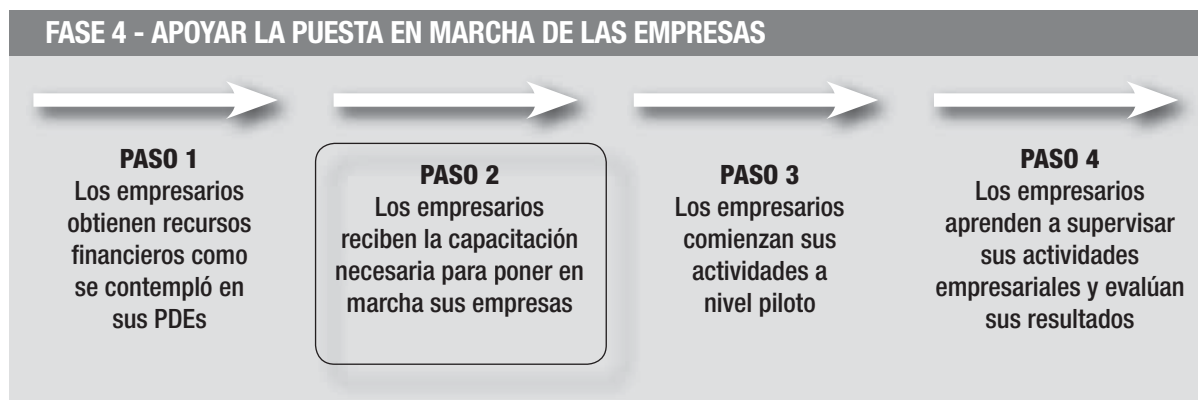 FASE 4 - APOYAR LA PUESTA EN MARCHA DE LAS EMPRESAS
PASO 1
Los empresarios
obtienen recursos
financieros como
se contempló en
sus PDEs
PASO 2
Los empresarios
reciben la capacitación
necesaria para poner en
marcha sus empresas
PASO 3
Los empresarios
comienzan sus
actividades a
nivel piloto
PASO 4
Los empresarios
aprenden a supervisar
sus actividades
empresariales y evalúan
sus resultados